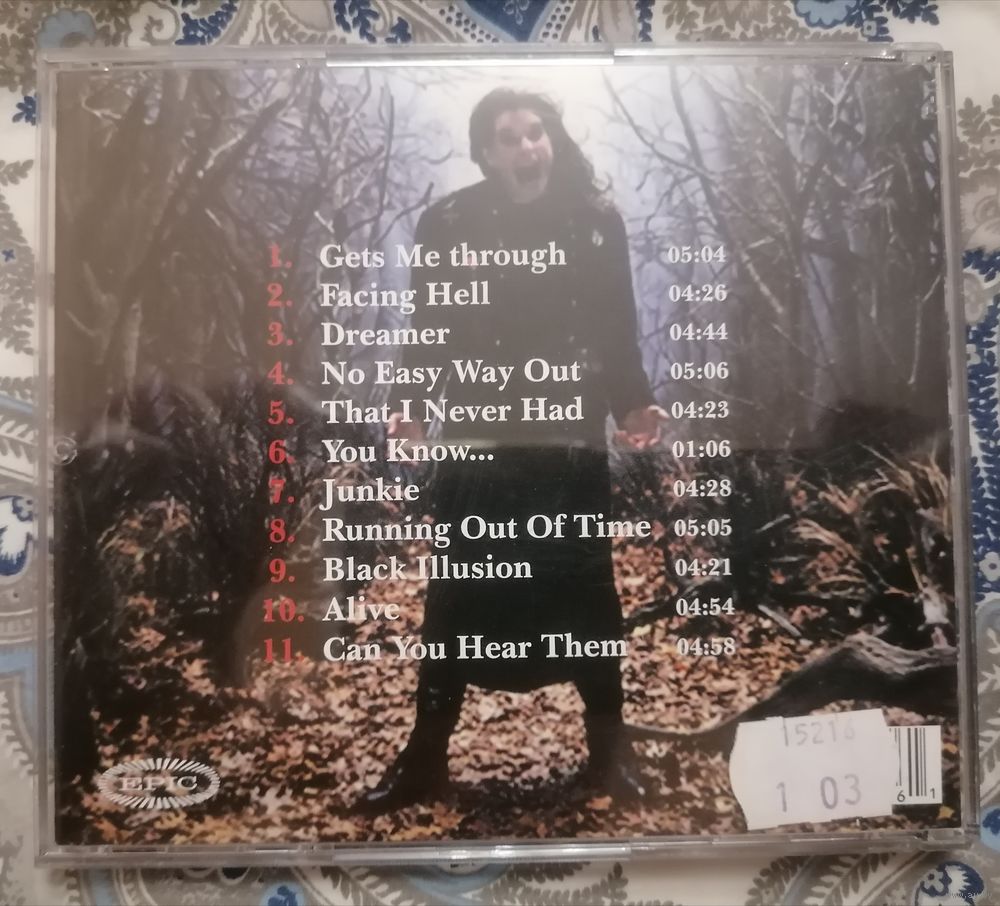 1. Gets Me through 05:04
2. Facing Hell 04:26
3. Dreamer 04:44
4. No Easy Way Out 05:06
5. That I Never Had 04:23
6. You Know... 01:06
7. Junkie 04:28
8. Running Out Of Time 05:05
9. Black Illusion 04:21
10. Alive 04:54
11. Can You Hear Them 04:58
EPIC
15216
1 03
6 1